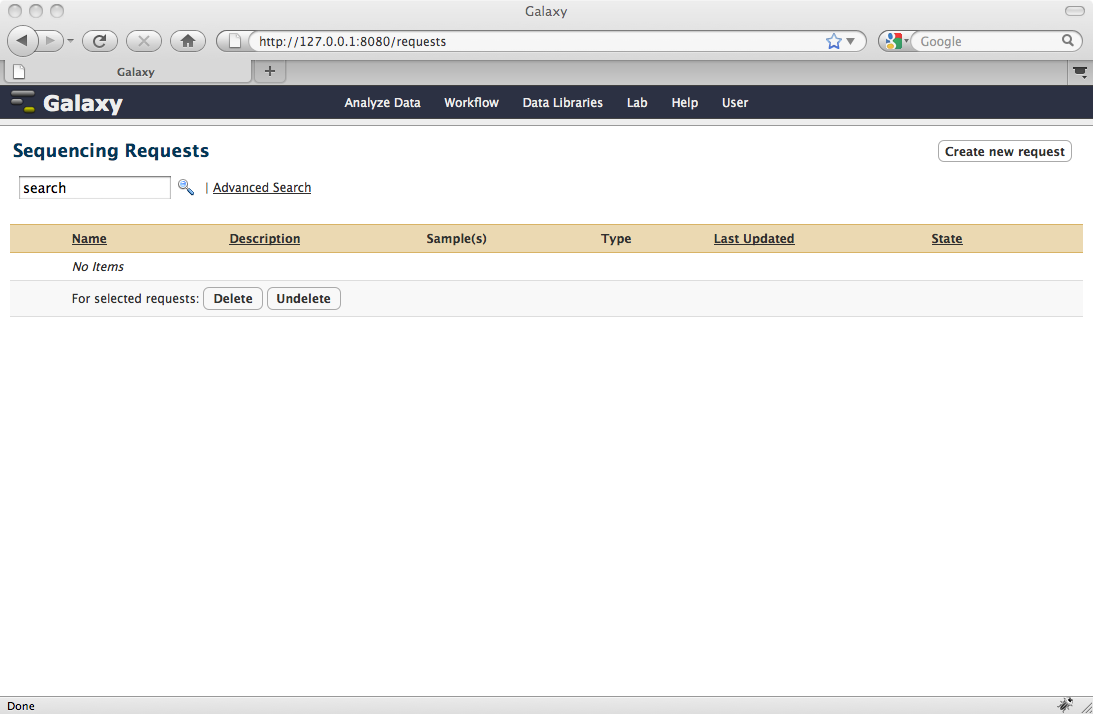 Galaxy
http://127.0.0.1:8080/requests
Google
Galaxy
Galaxy Analyze Data Workflow Data Libraries Lab Help User
Sequencing Requests Create new request
search | Advanced Search
Name Description Sample(s) Type Last Updated State
No Items
For selected requests: Delete Undelete
Done